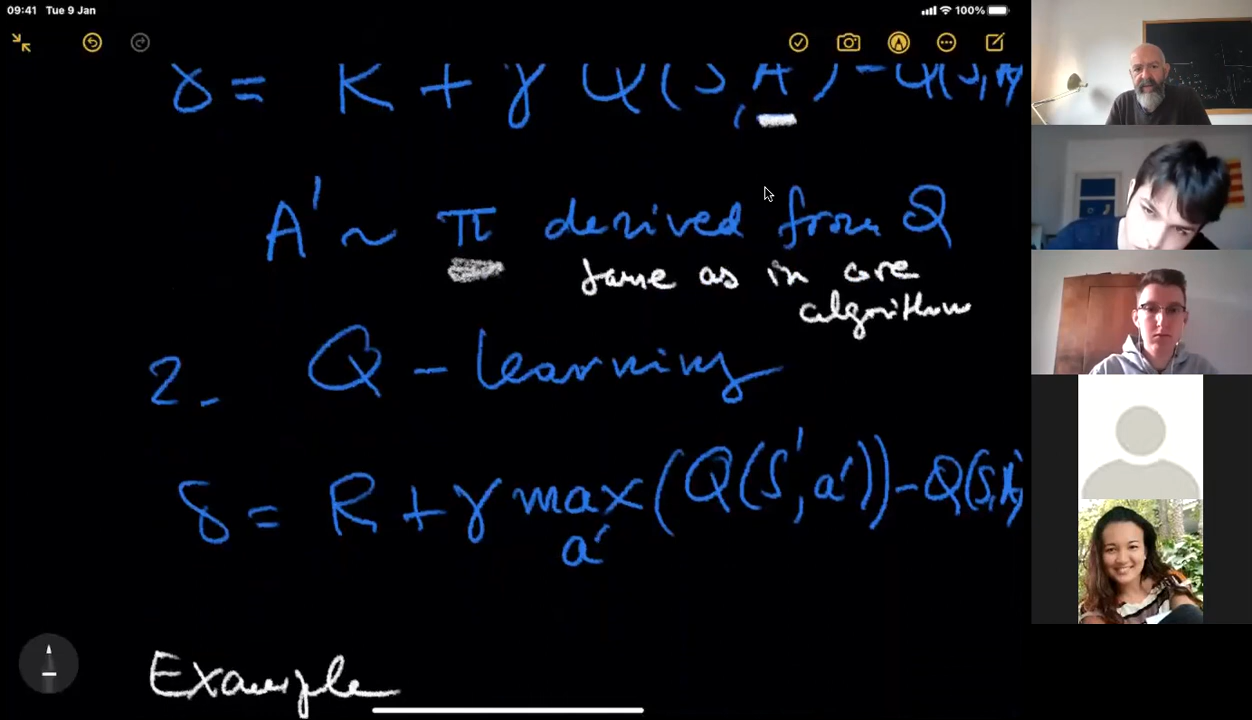 09:41 Tue 9 Jan
100%
δ = R + γ Q(S', A') - Q(S, A)
A' ~ π derived from Q
same as in core
algorithm
2. Q - learning
δ = R + γ max (Q(S', a')) - Q(S, A)
a'
Example